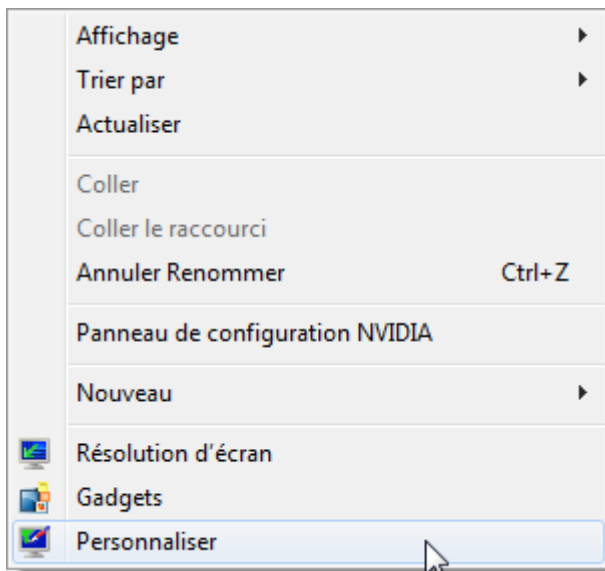 Affichage
Trier par
Actualiser
Coller
Coller le raccourci
Annuler Renommer Ctrl+Z
Panneau de configuration NVIDIA
Nouveau
Résolution d'écran
Gadgets
Personnaliser